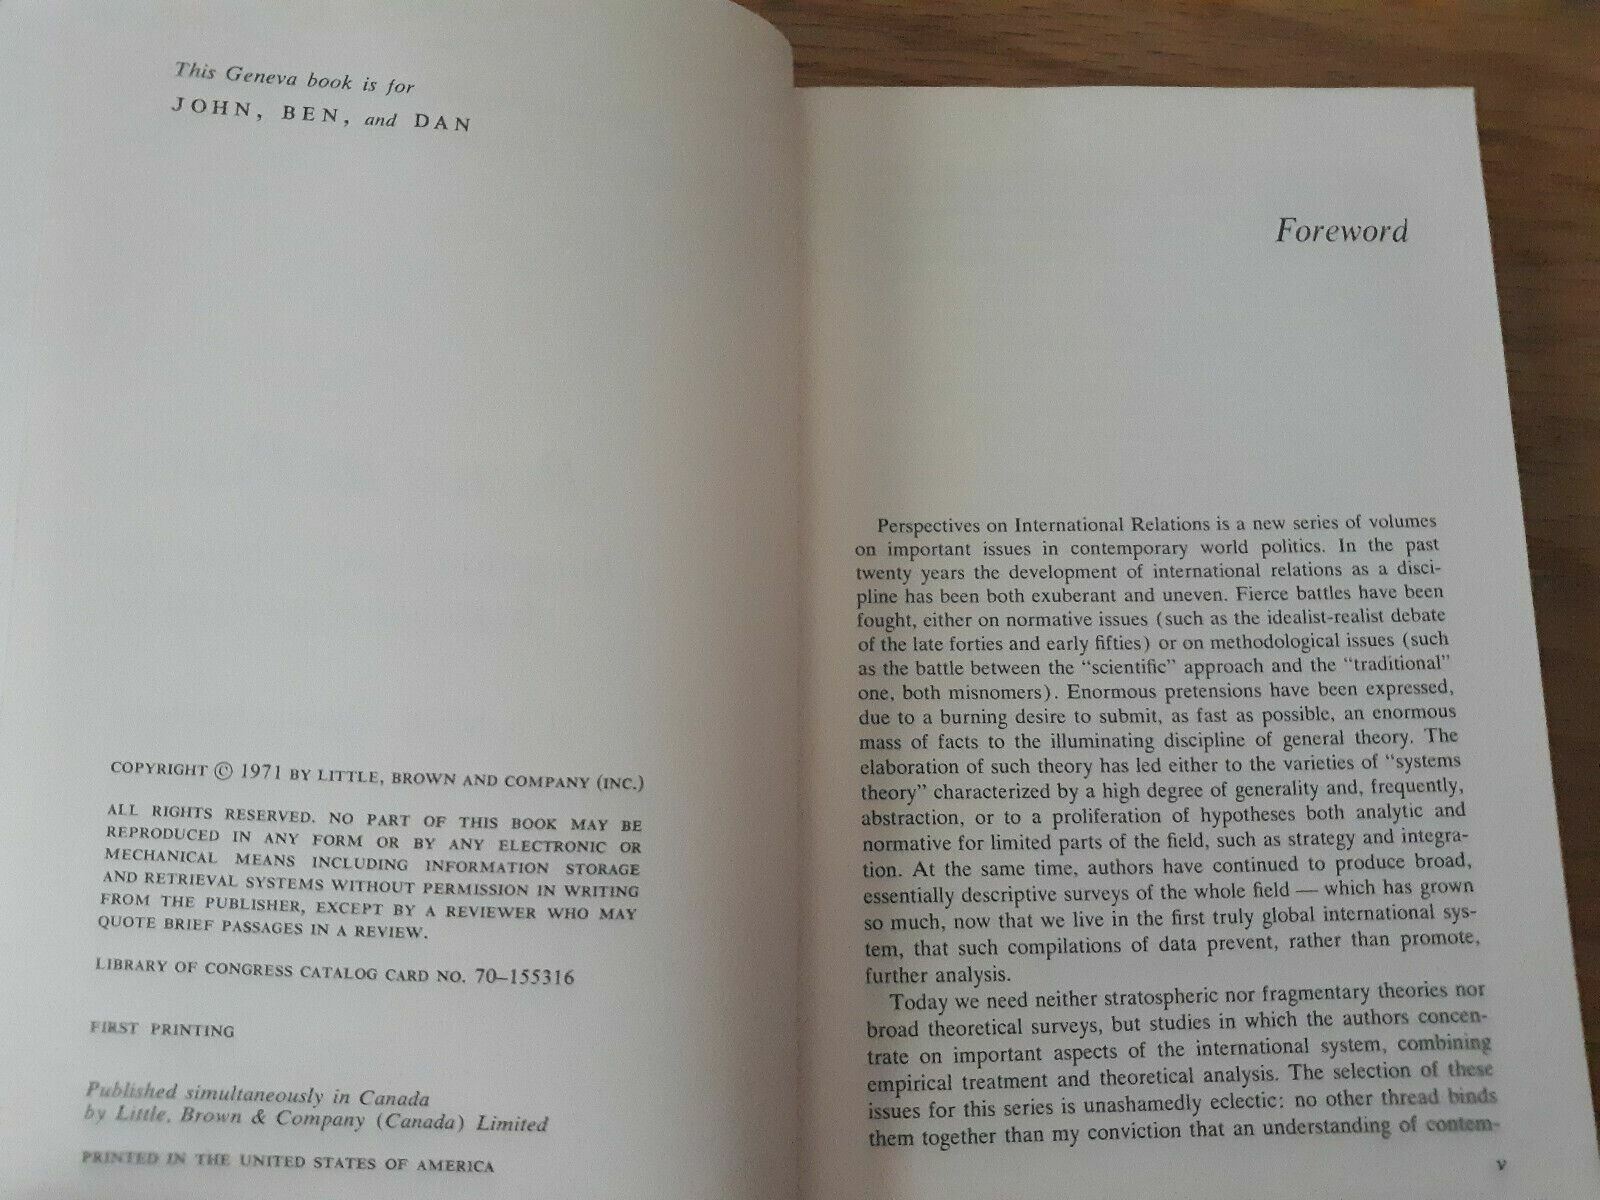 This Geneva book is for
JOHN, BEN, and DAN
COPYRIGHT © 1971 BY LITTLE, BROWN AND COMPANY (INC.)
ALL RIGHTS RESERVED. NO PART OF THIS BOOK MAY BE
REPRODUCED IN ANY FORM OR BY ANY ELECTRONIC OR
MECHANICAL MEANS INCLUDING INFORMATION STORAGE
AND RETRIEVAL SYSTEMS WITHOUT PERMISSION IN WRITING
FROM THE PUBLISHER, EXCEPT BY A REVIEWER WHO MAY
QUOTE BRIEF PASSAGES IN A REVIEW.
LIBRARY OF CONGRESS CATALOG CARD NO. 70–155316
FIRST PRINTING
Published simultaneously in Canada
by Little, Brown & Company (Canada) Limited
PRINTED IN THE UNITED STATES OF AMERICA
Foreword
Perspectives on International Relations is a new series of volumes
on important issues in contemporary world politics. In the past
twenty years the development of international relations as a disci-
pline has been both exuberant and uneven. Fierce battles have been
fought, either on normative issues (such as the idealist-realist debate
of the late forties and early fifties) or on methodological issues (such
as the battle between the "scientific" approach and the "traditional"
one, both misnomers). Enormous pretensions have been expressed,
due to a burning desire to submit, as fast as possible, an enormous
mass of facts to the illuminating discipline of general theory. The
elaboration of such theory has led either to the varieties of "systems
theory" characterized by a high degree of generality and, frequently,
abstraction, or to a proliferation of hypotheses both analytic and
normative for limited parts of the field, such as strategy and integra-
tion. At the same time, authors have continued to produce broad,
essentially descriptive surveys of the whole field — which has grown
so much, now that we live in the first truly global international sys-
tem, that such compilations of data prevent, rather than promote,
further analysis.
Today we need neither stratospheric nor fragmentary theories nor
broad theoretical surveys, but studies in which the authors concen-
trate on important aspects of the international system, combining
empirical treatment and theoretical analysis. The selection of these
issues for this series is unashamedly eclectic: no other thread binds
them together than my conviction that an understanding of contem-
v